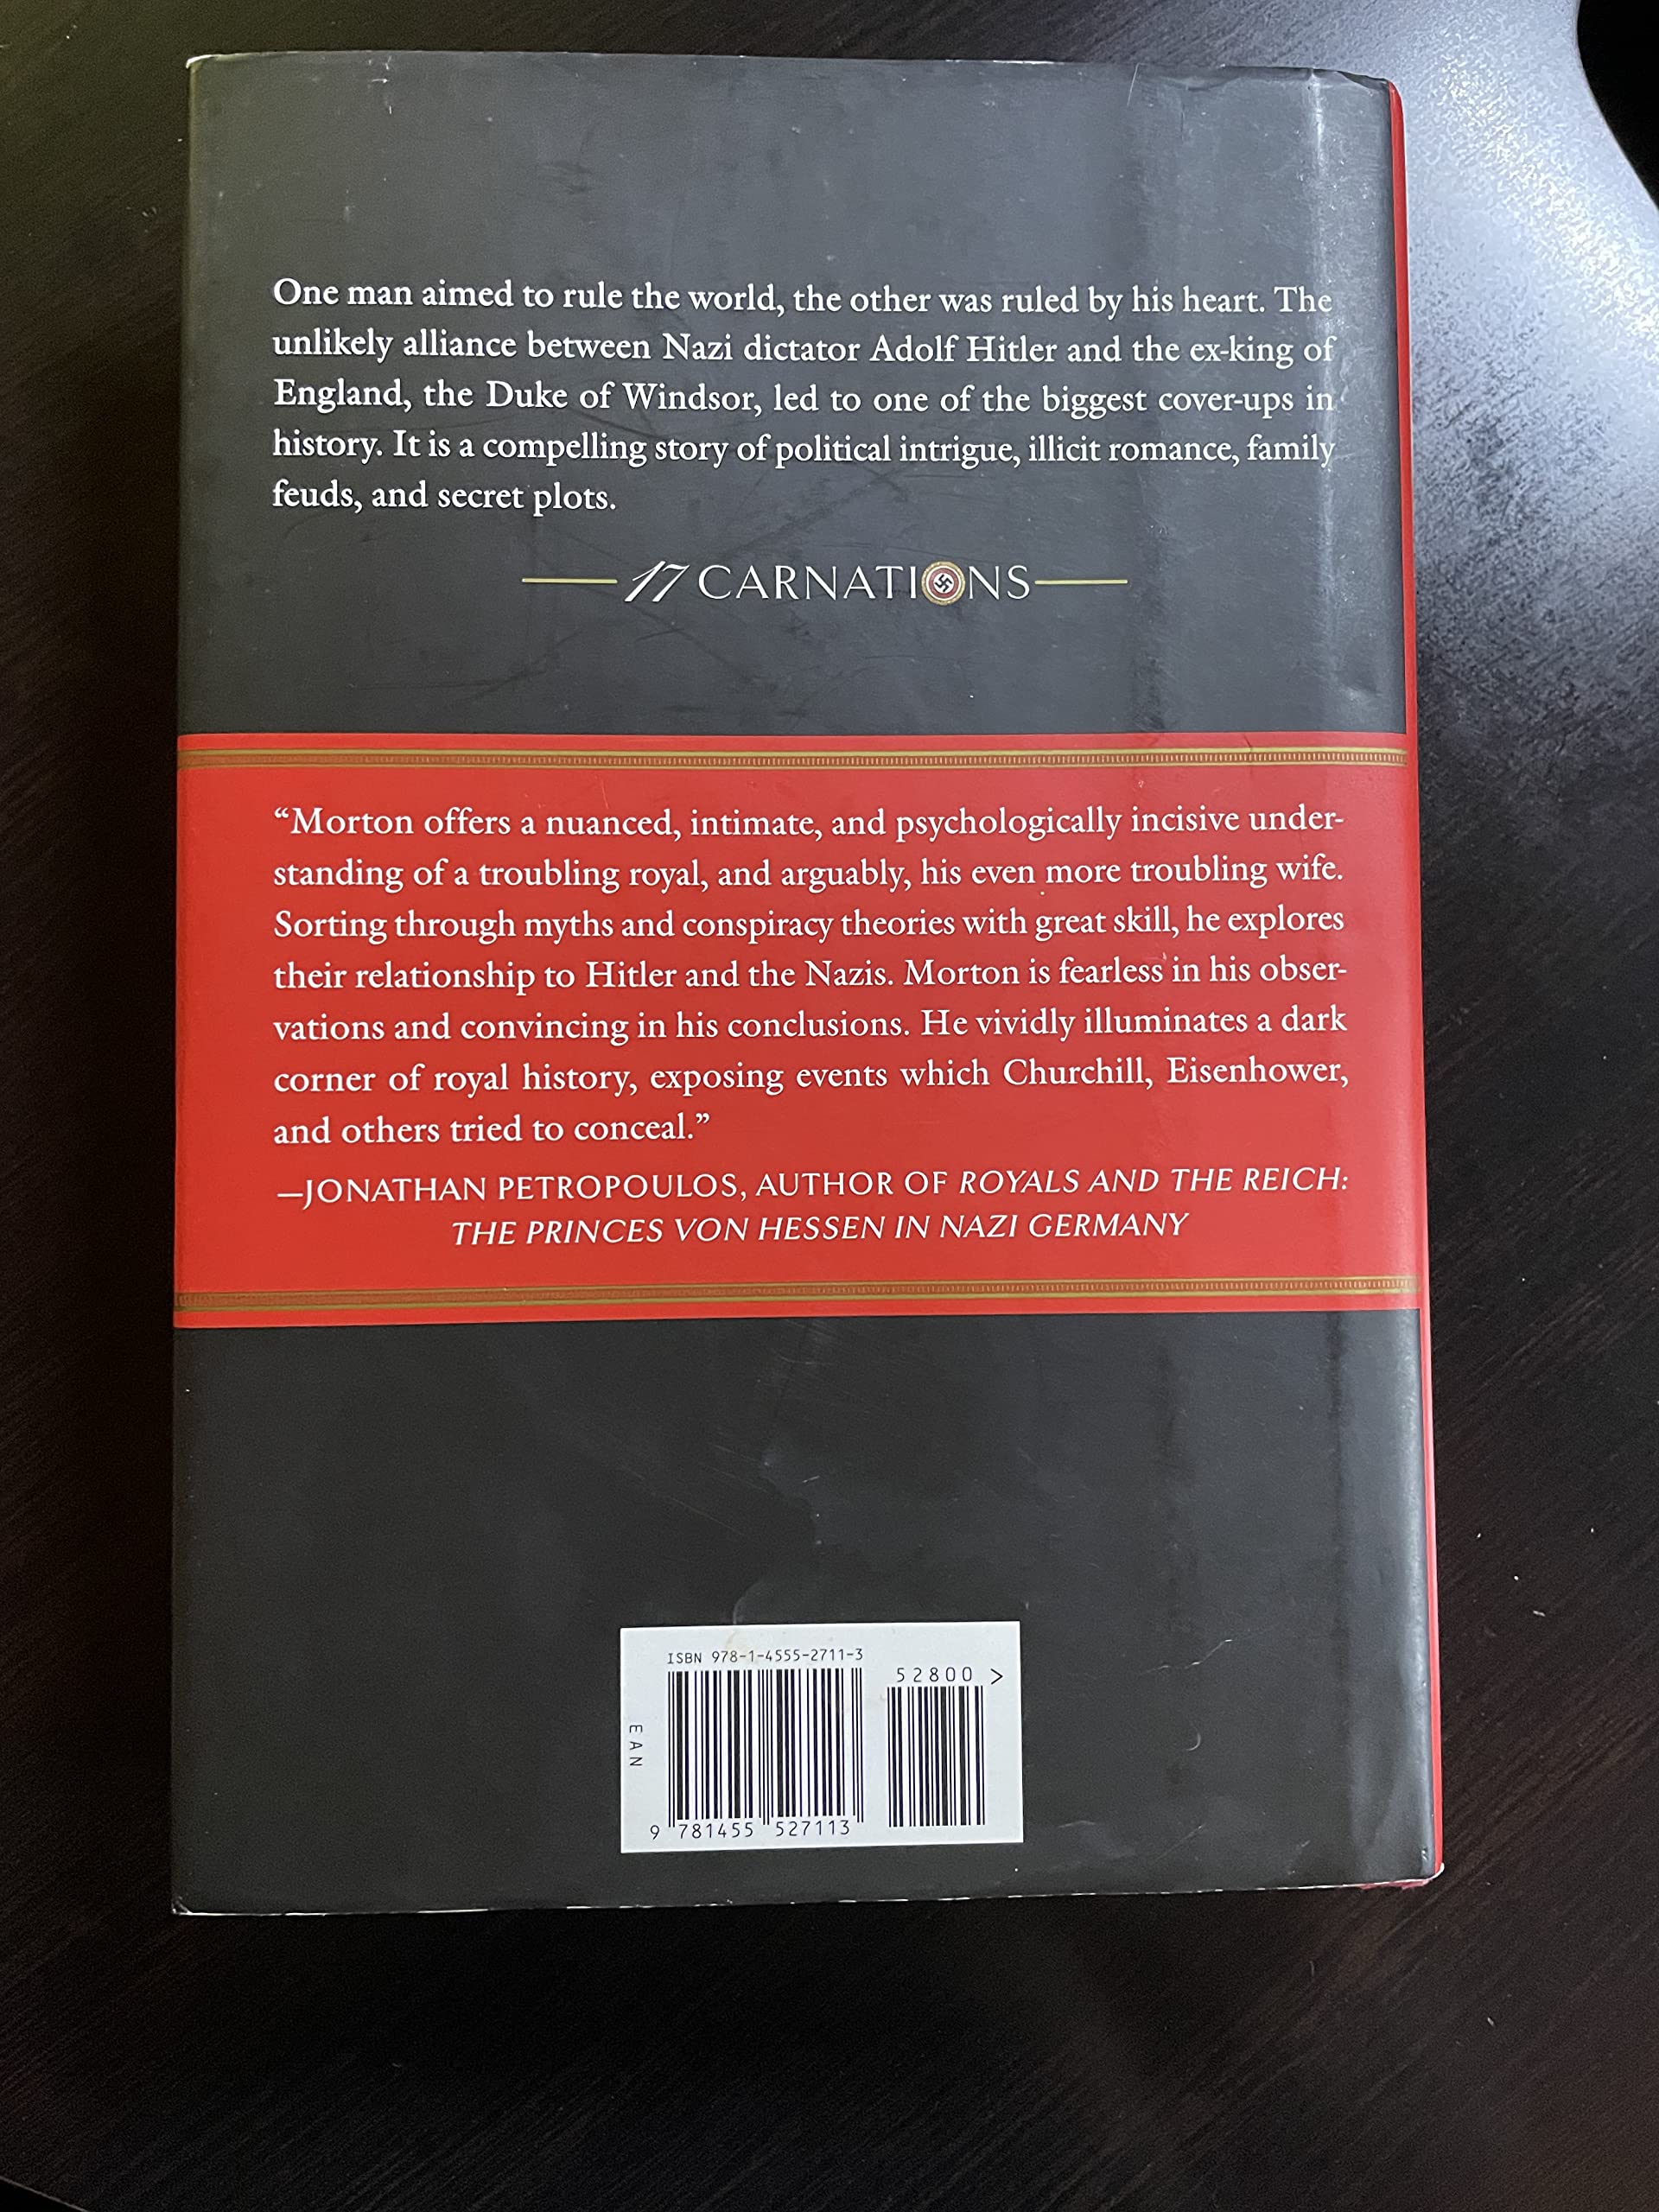 One man aimed to rule the world, the other was ruled by his heart. The
unlikely alliance between Nazi dictator Adolf Hitler and the ex-king of
England, the Duke of Windsor, led to one of the biggest cover-ups in
history. It is a compelling story of political intrigue, illicit romance, family
feuds, and secret plots.
17 CARNATIONS
“Morton offers a nuanced, intimate, and psychologically incisive under-
standing of a troubling royal, and arguably, his even more troubling wife.
Sorting through myths and conspiracy theories with great skill, he explores
their relationship to Hitler and the Nazis. Morton is fearless in his obser-
vations and convincing in his conclusions. He vividly illuminates a dark
corner of royal history, exposing events which Churchill, Eisenhower,
and others tried to conceal.”
—JONATHAN PETROPOULOS, AUTHOR OF ROYALS AND THE REICH:
THE PRINCES VON HESSEN IN NAZI GERMANY
ISBN 978-1-4555-2711-3
52800 >
EAN
9 781455 527113